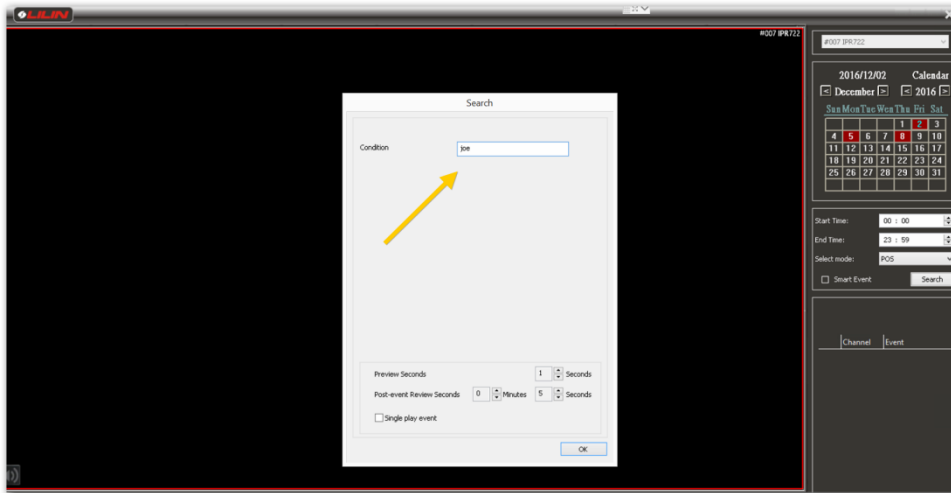 LILIN
#007 IPR722
#007 IPR722
2016/12/02 Calendar
< December > < 2016 >
Sun Mon Tue Wen Thu Fri Sat
1 2 3
4 5 6 7 8 9 10
11 12 13 14 15 16 17
18 19 20 21 22 23 24
25 26 27 28 29 30 31
Start Time: 00 : 00
End Time: 23 : 59
Select mode: POS
Smart Event Search
Channel Event
Search
Condition joe
Preview Seconds 1 Seconds
Post-event Review Seconds 0 Minutes 5 Seconds
Single play event
OK